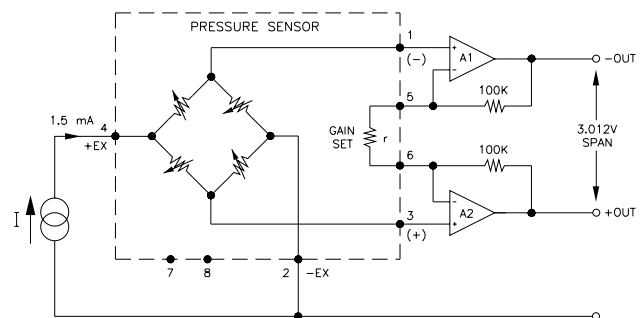 PRESSURE SENSOR
1
(-)
+
-
A1
-OUT
100K
5
1.5 mA
4
+EX
GAIN
SET
r
3.012V
SPAN
6
100K
I
-
+
A2
+OUT
3
(+)
7
8
2
-EX